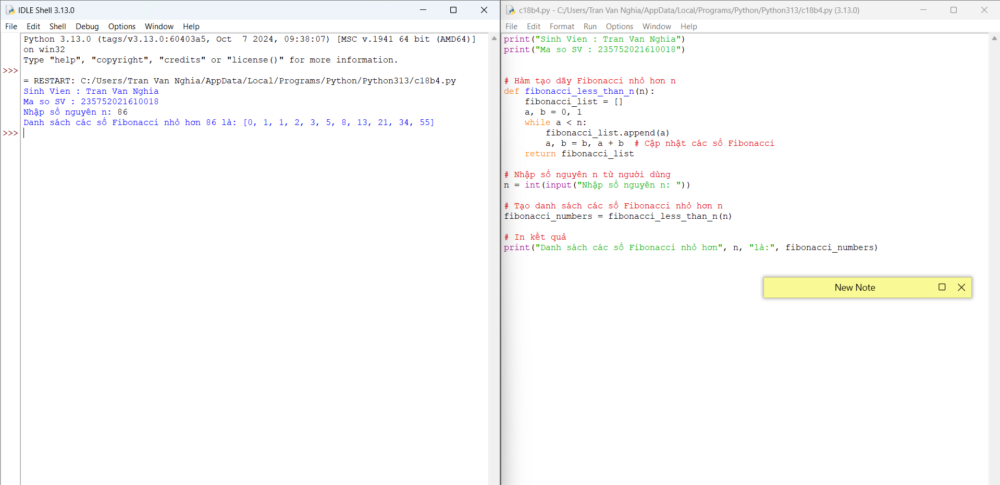 IDLE Shell 3.13.0
File Edit Shell Debug Options Window Help
Python 3.13.0 (tags/v3.13.0:60403a5, Oct  7 2024, 09:38:07) [MSC v.1941 64 bit (AMD64)]
on win32
Type "help", "copyright", "credits" or "license()" for more information.
>>>
= RESTART: C:/Users/Tran Van Nghia/AppData/Local/Programs/Python/Python313/c18b4.py
Sinh Vien : Tran Van Nghia
Ma so SV : 235752021610018
Nhập số nguyên n: 86
Danh sách các số Fibonacci nhỏ hơn 86 là: [0, 1, 1, 2, 3, 5, 8, 13, 21, 34, 55]
>>>
c18b4.py - C:/Users/Tran Van Nghia/AppData/Local/Programs/Python/Python313/c18b4.py (3.13.0)
File Edit Format Run Options Window Help
print("Sinh Vien : Tran Van Nghia")
print("Ma so SV : 235752021610018")
# Hàm tạo dãy Fibonacci nhỏ hơn n
def fibonacci_less_than_n(n):
    fibonacci_list = []
    a, b = 0, 1
    while a < n:
        fibonacci_list.append(a)
        a, b = b, a + b  # Cập nhật các số Fibonacci
    return fibonacci_list
# Nhập số nguyên n từ người dùng
n = int(input("Nhập số nguyên n: "))
# Tạo danh sách các số Fibonacci nhỏ hơn n
fibonacci_numbers = fibonacci_less_than_n(n)
# In kết quả
print("Danh sách các số Fibonacci nhỏ hơn", n, "là:", fibonacci_numbers)
New Note